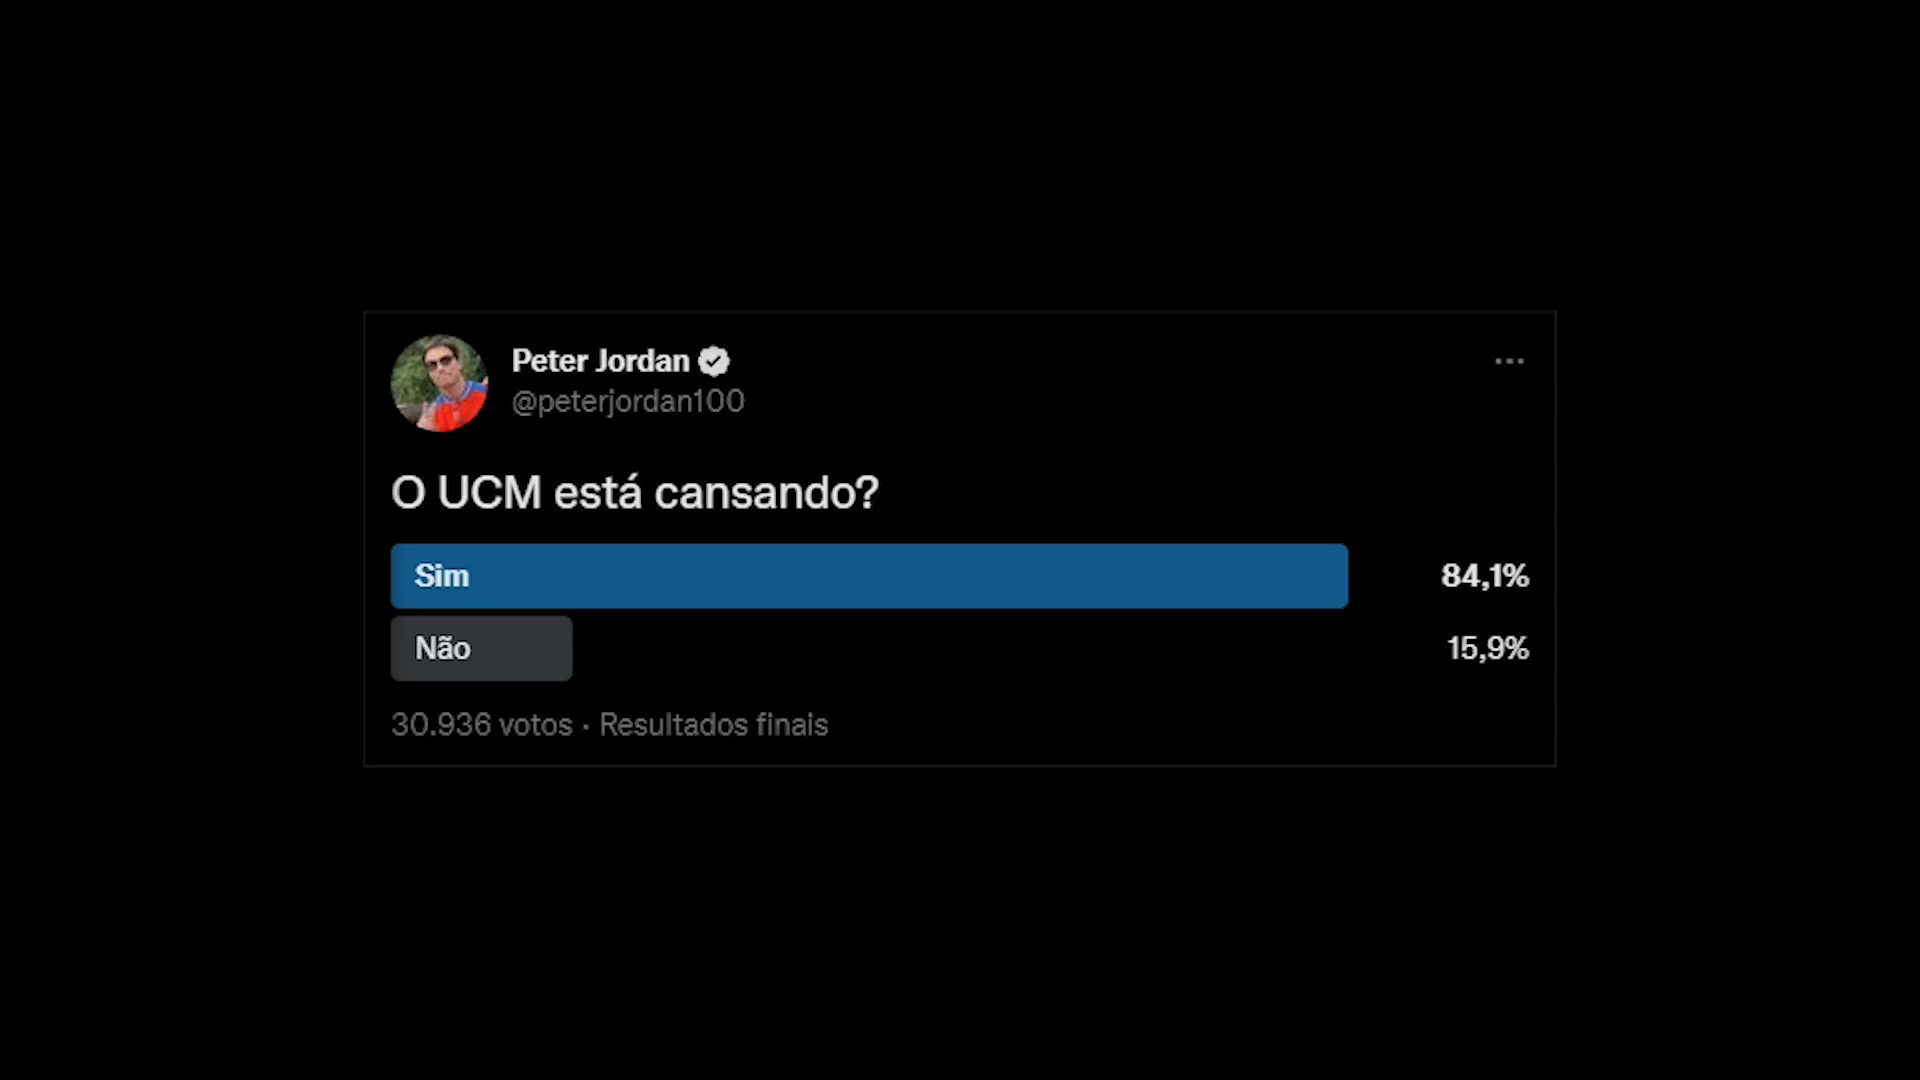 Peter Jordan
@peterjordan100
O UCM está cansando?
Sim 84,1%
Não 15,9%
30.936 votos · Resultados finais